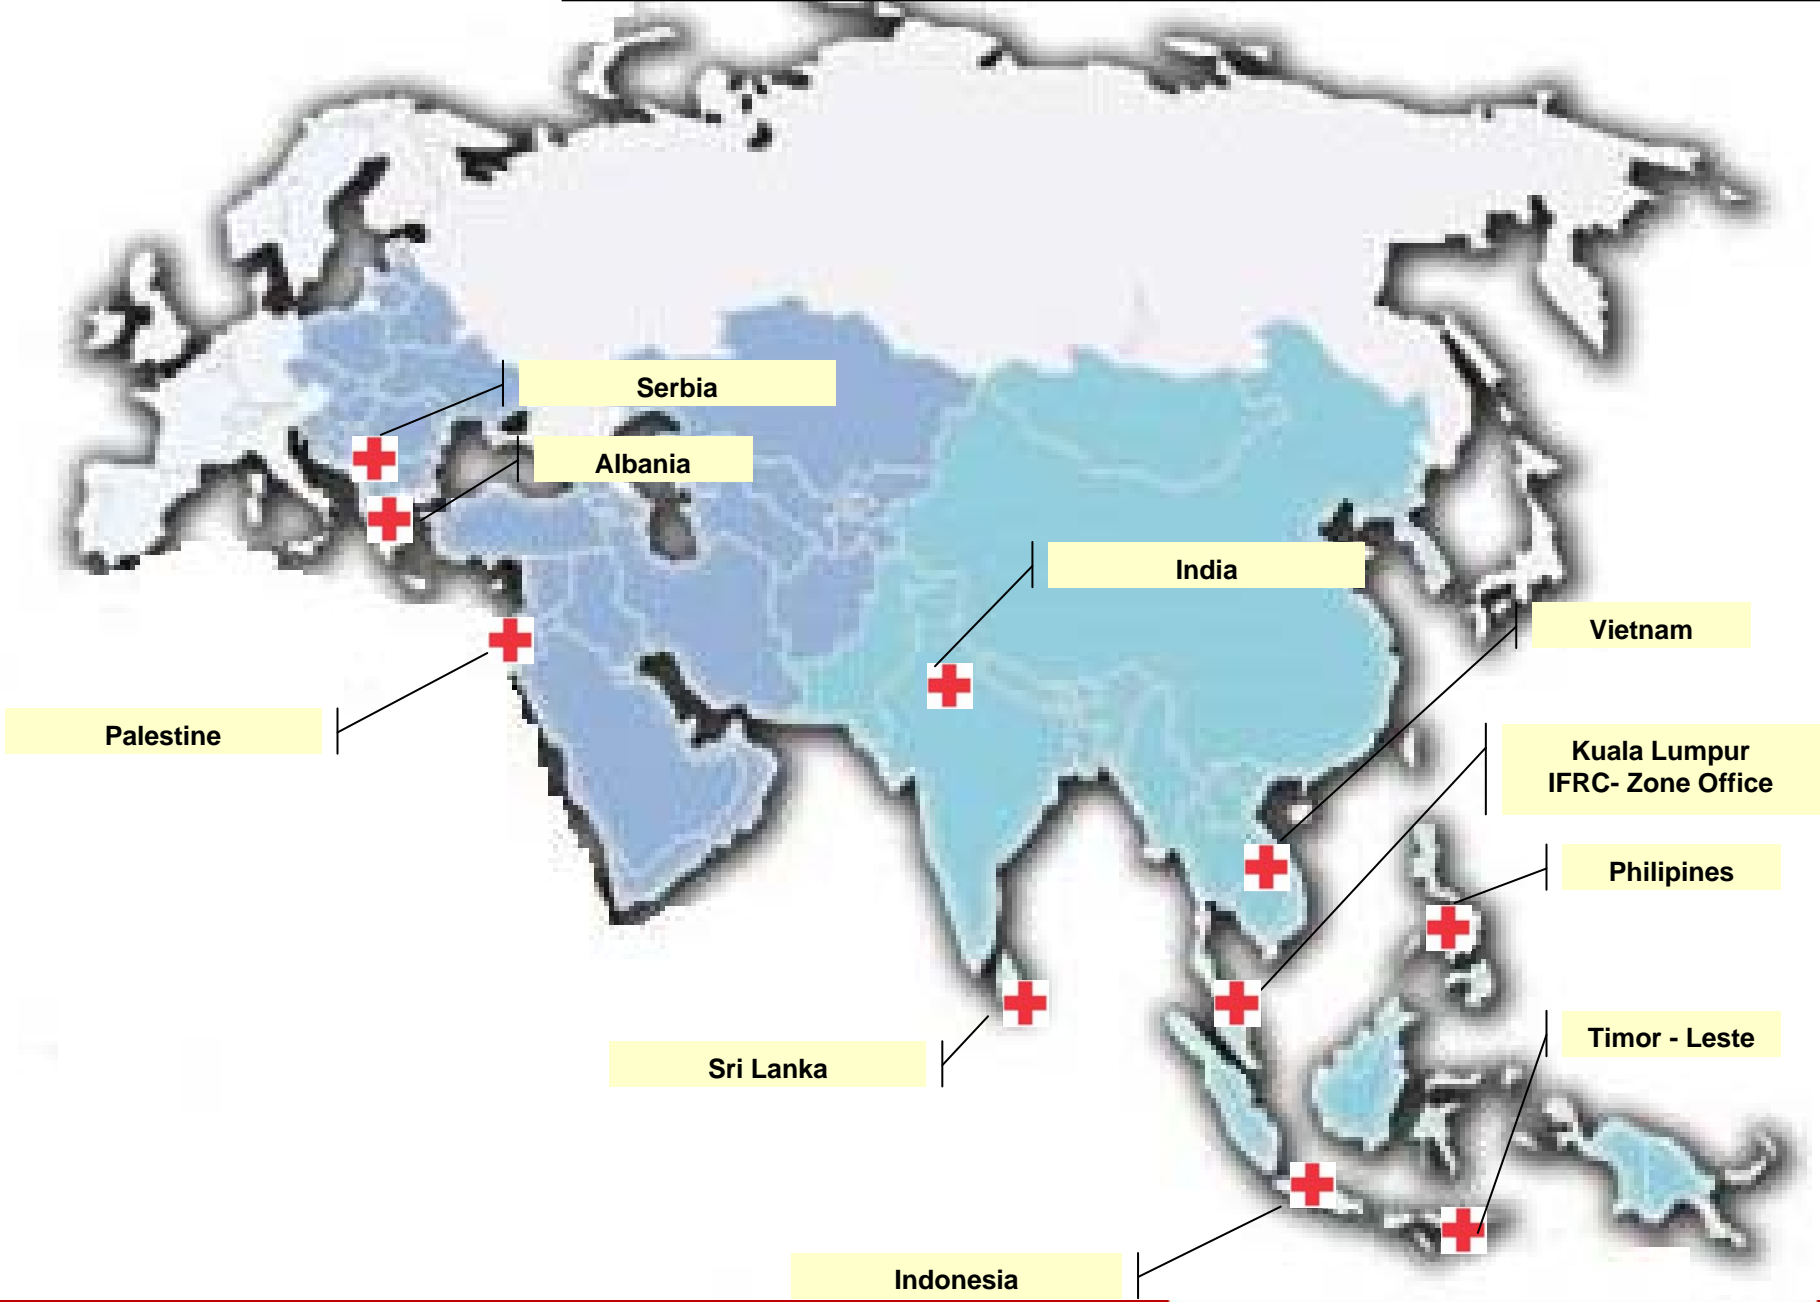 Serbia
Albania
India
Vietnam
Palestine
Kuala Lumpur
IFRC- Zone Office
Philipines
Timor - Leste
Sri Lanka
Indonesia